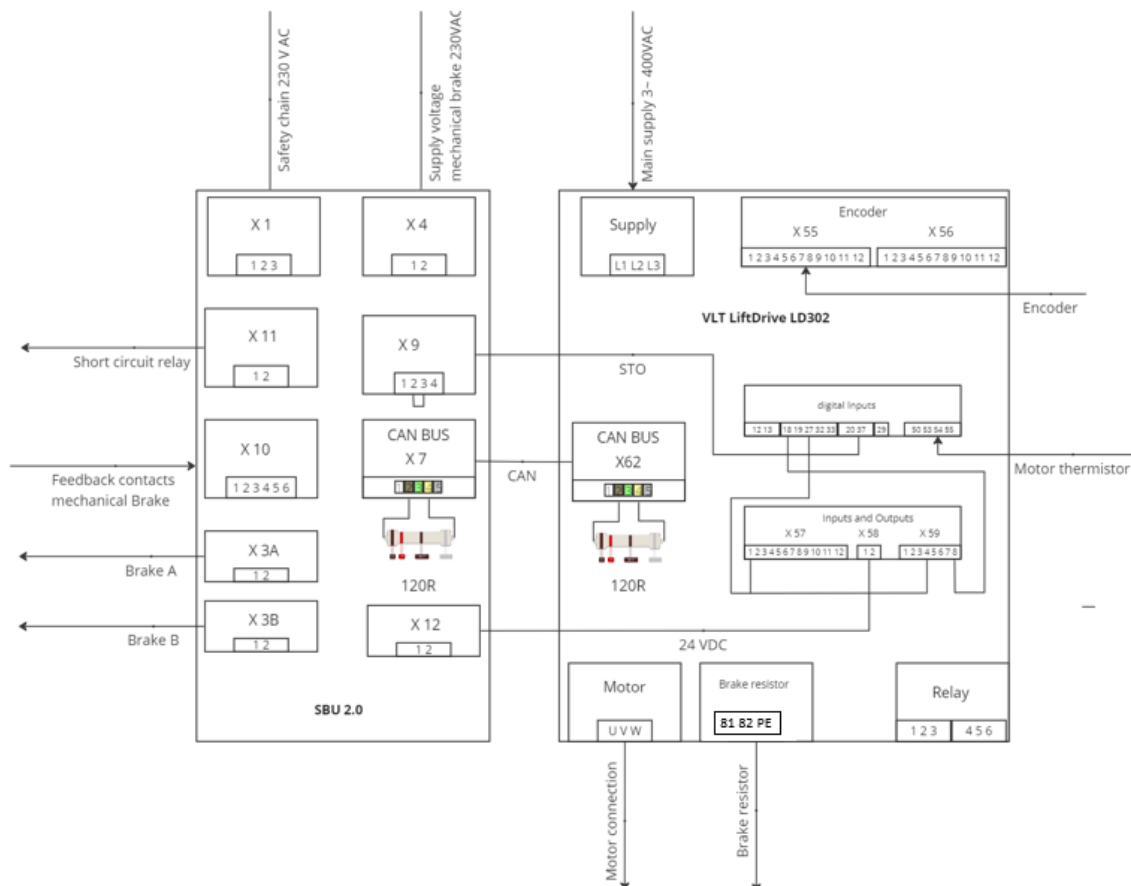 Safety chain 230 V AC
Supply voltage
mechanical brake 230VAC
Main supply 3~ 400VAC
X 1
1 2 3
X 4
1 2
Supply
L1 L2 L3
Encoder
X 55
X 56
1 2 3 4 5 6 7 8 9 10 11 12
1 2 3 4 5 6 7 8 9 10 11 12
Encoder
VLT LiftDrive LD302
X 11
1 2
Short circuit relay
X 9
1 2 3 4
STO
digital Inputs
12 13
18 19 27 32 33
20 37
29
50 53 54 55
Motor thermistor
X 10
1 2 3 4 5 6
Feedback contacts
mechanical Brake
CAN BUS
X 7
CAN
CAN BUS
X62
120R
120R
Inputs and Outputs
X 57
X 58
X 59
1 2 3 4 5 6 7 8 9 10 11 12
1 2
1 2 3 4 5 6 7 8
X 3A
1 2
Brake A
X 3B
1 2
Brake B
X 12
1 2
24 VDC
SBU 2.0
Motor
U V W
Brake resistor
B1 B2 PE
Relay
1 2 3
4 5 6
Motor connection
Brake resistor